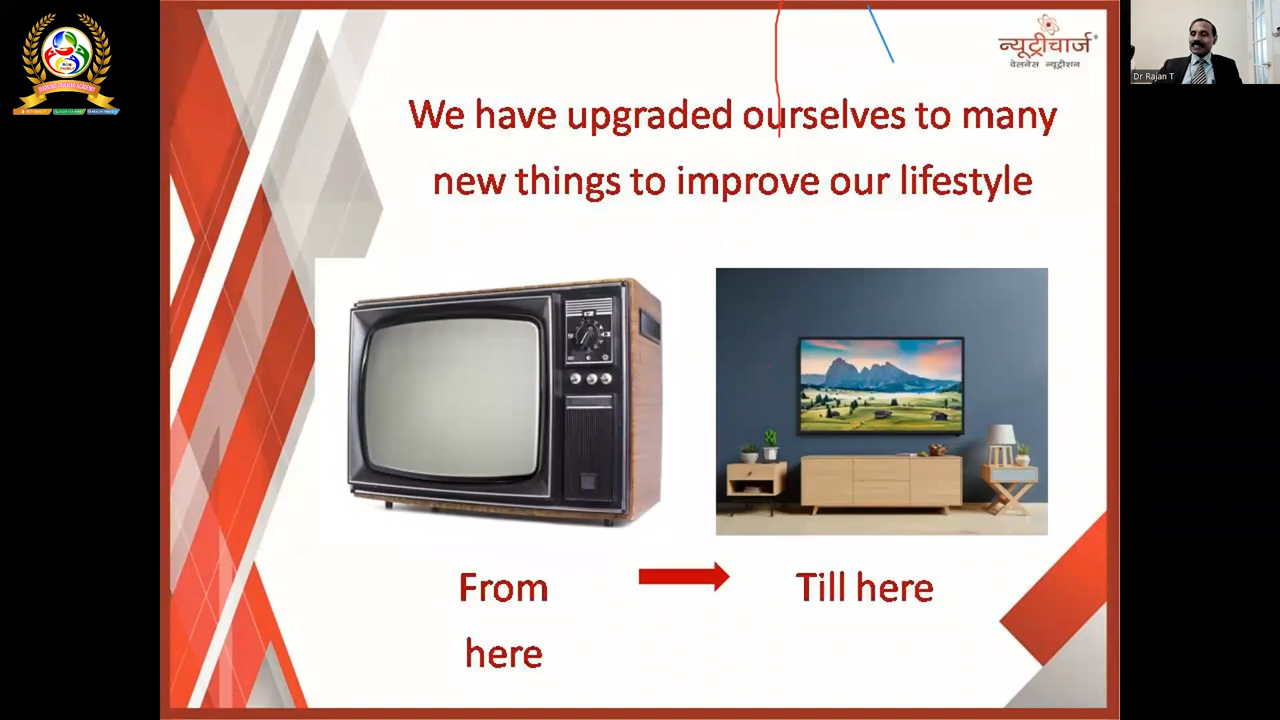 न्यूट्रीचार्ज®
वेलनेस न्यूट्रीशन
Dr Rajan T
We have upgraded ourselves to many
new things to improve our lifestyle
From
here
Till here